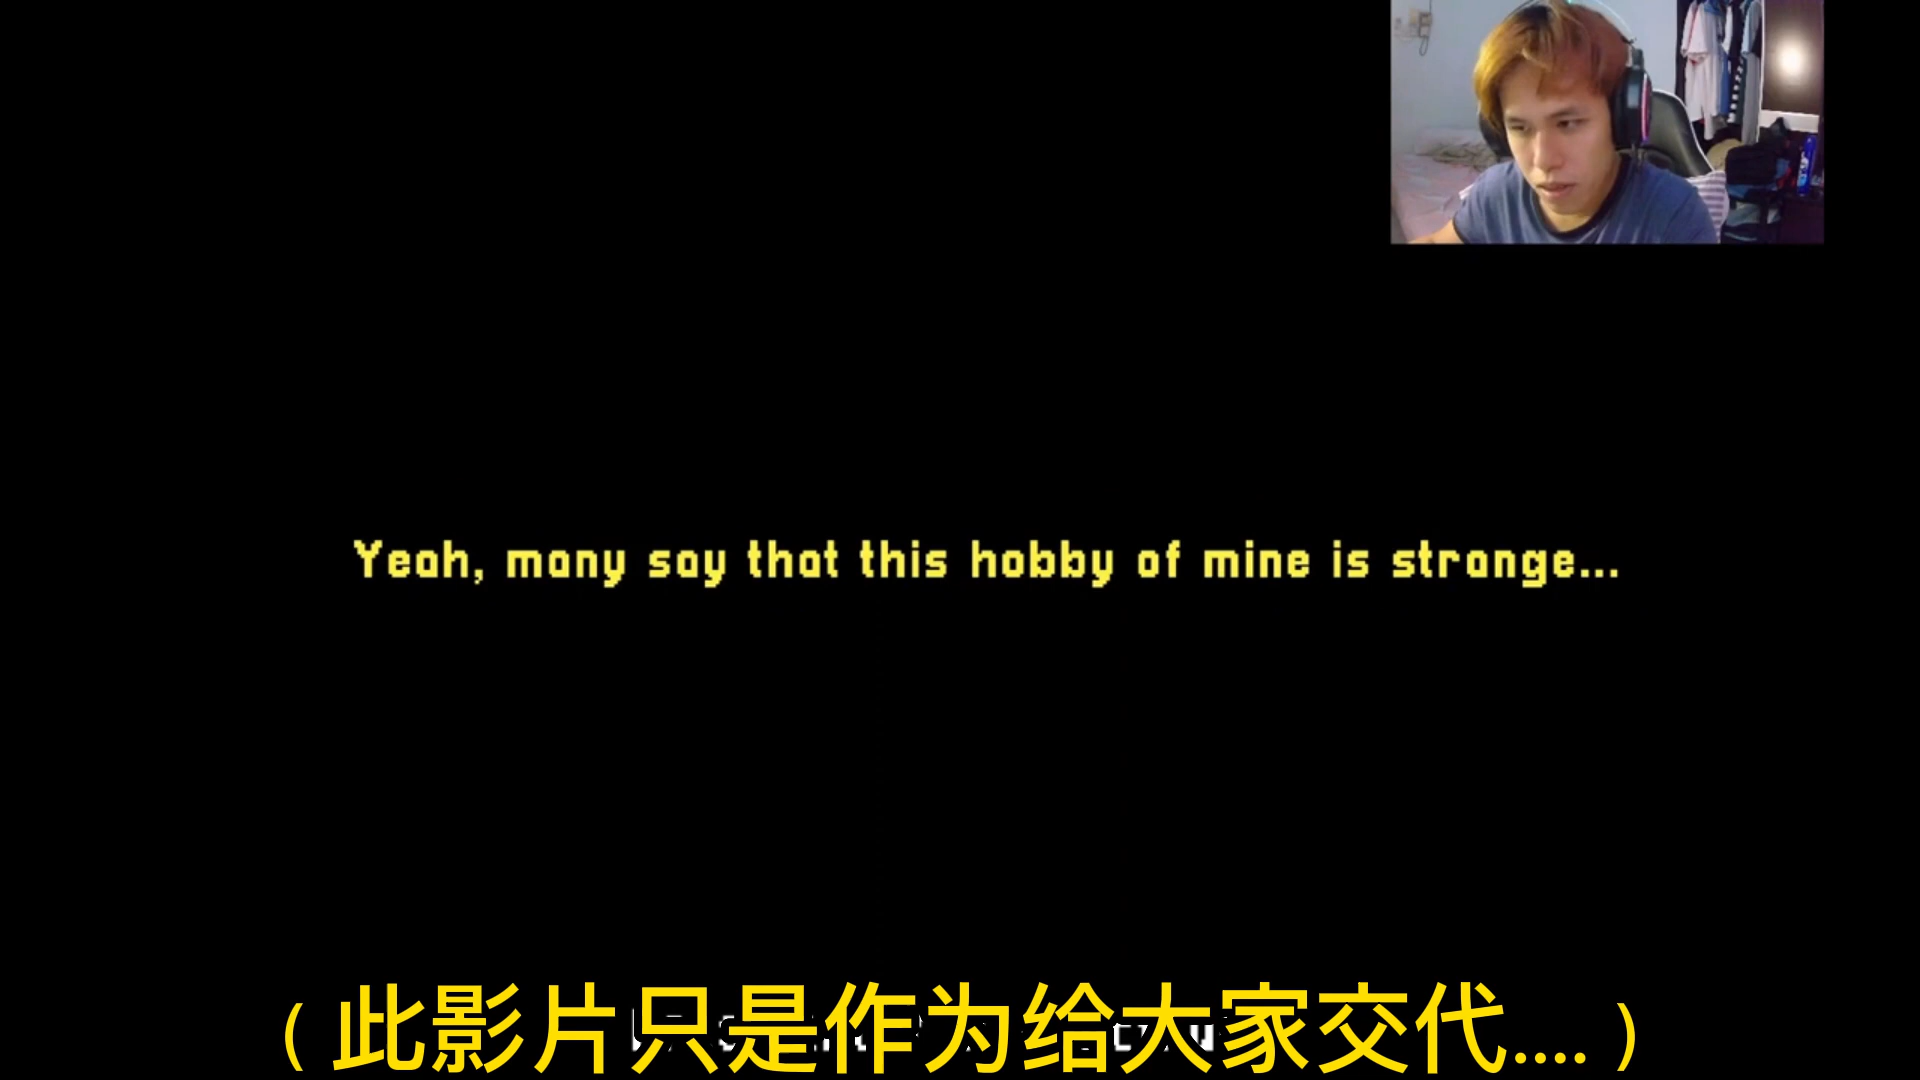 Yeah, many say that this hobby of mine is strange...
（此影片只是作为给大家交代....）